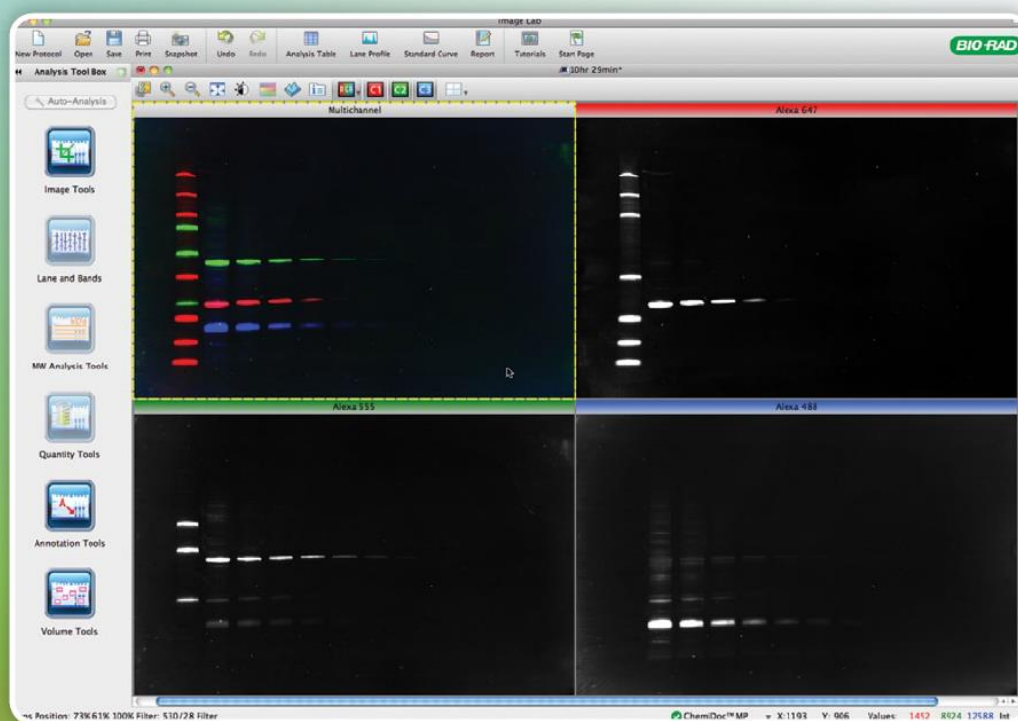 Image Lab
New Protocol Open Save Print Snapshot Undo Redo Analysis Table Lane Profile Standard Curve Report Tutorials Start Page
BIO-RAD
Analysis Tool Box
10hr 29min*
Auto-Analysis
C1 C2 C3
Multichannel
Alexa 647
Image Tools
Lane and Bands
MW Analysis Tools
Alexa 555
Alexa 488
Quantity Tools
Annotation Tools
Volume Tools
Position: 73% 61% 100% Filter: 530/28 Filter
ChemiDoc™ MP X:1193 Y: 906 Values: 1452 8924 12588 Int